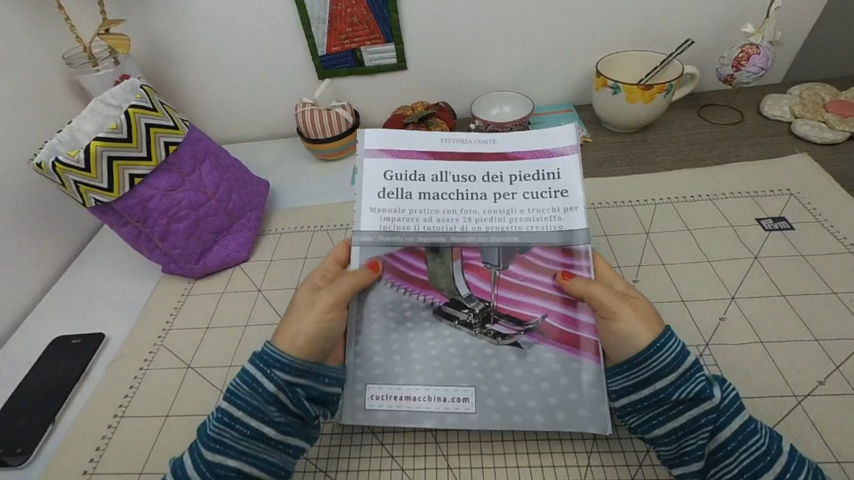 VITTORIA CONTE
Guida all'uso dei piedini
della macchina per cucire
Manuale pratico con foto, consigli e trucchi per
imparare ad usare 28 piedini premistoffa.
Incluso il tutorial di un progetto creativo.
cucireamacchina.com